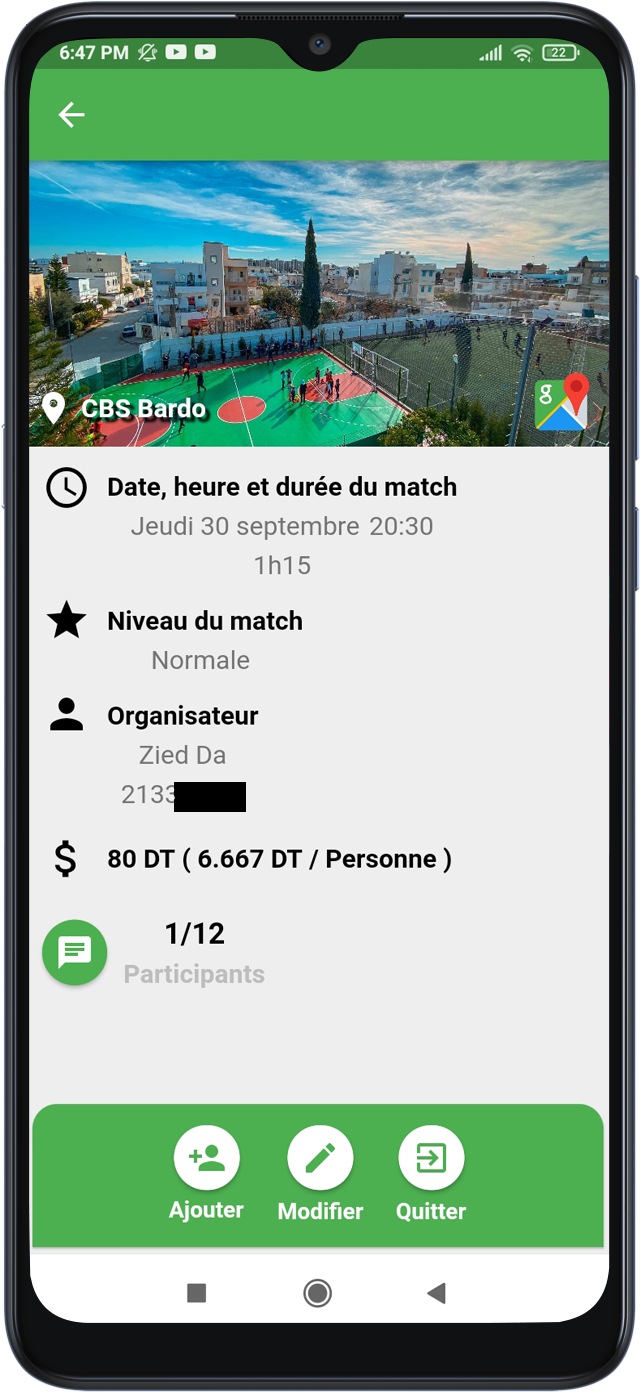 6:47 PM 22
CBS Bardo
g
Date, heure et durée du match
Jeudi 30 septembre 20:30
1h15
Niveau du match
Normale
Organisateur
Zied Da
2133
$ 80 DT ( 6.667 DT / Personne )
1/12
Participants
Ajouter Modifier Quitter